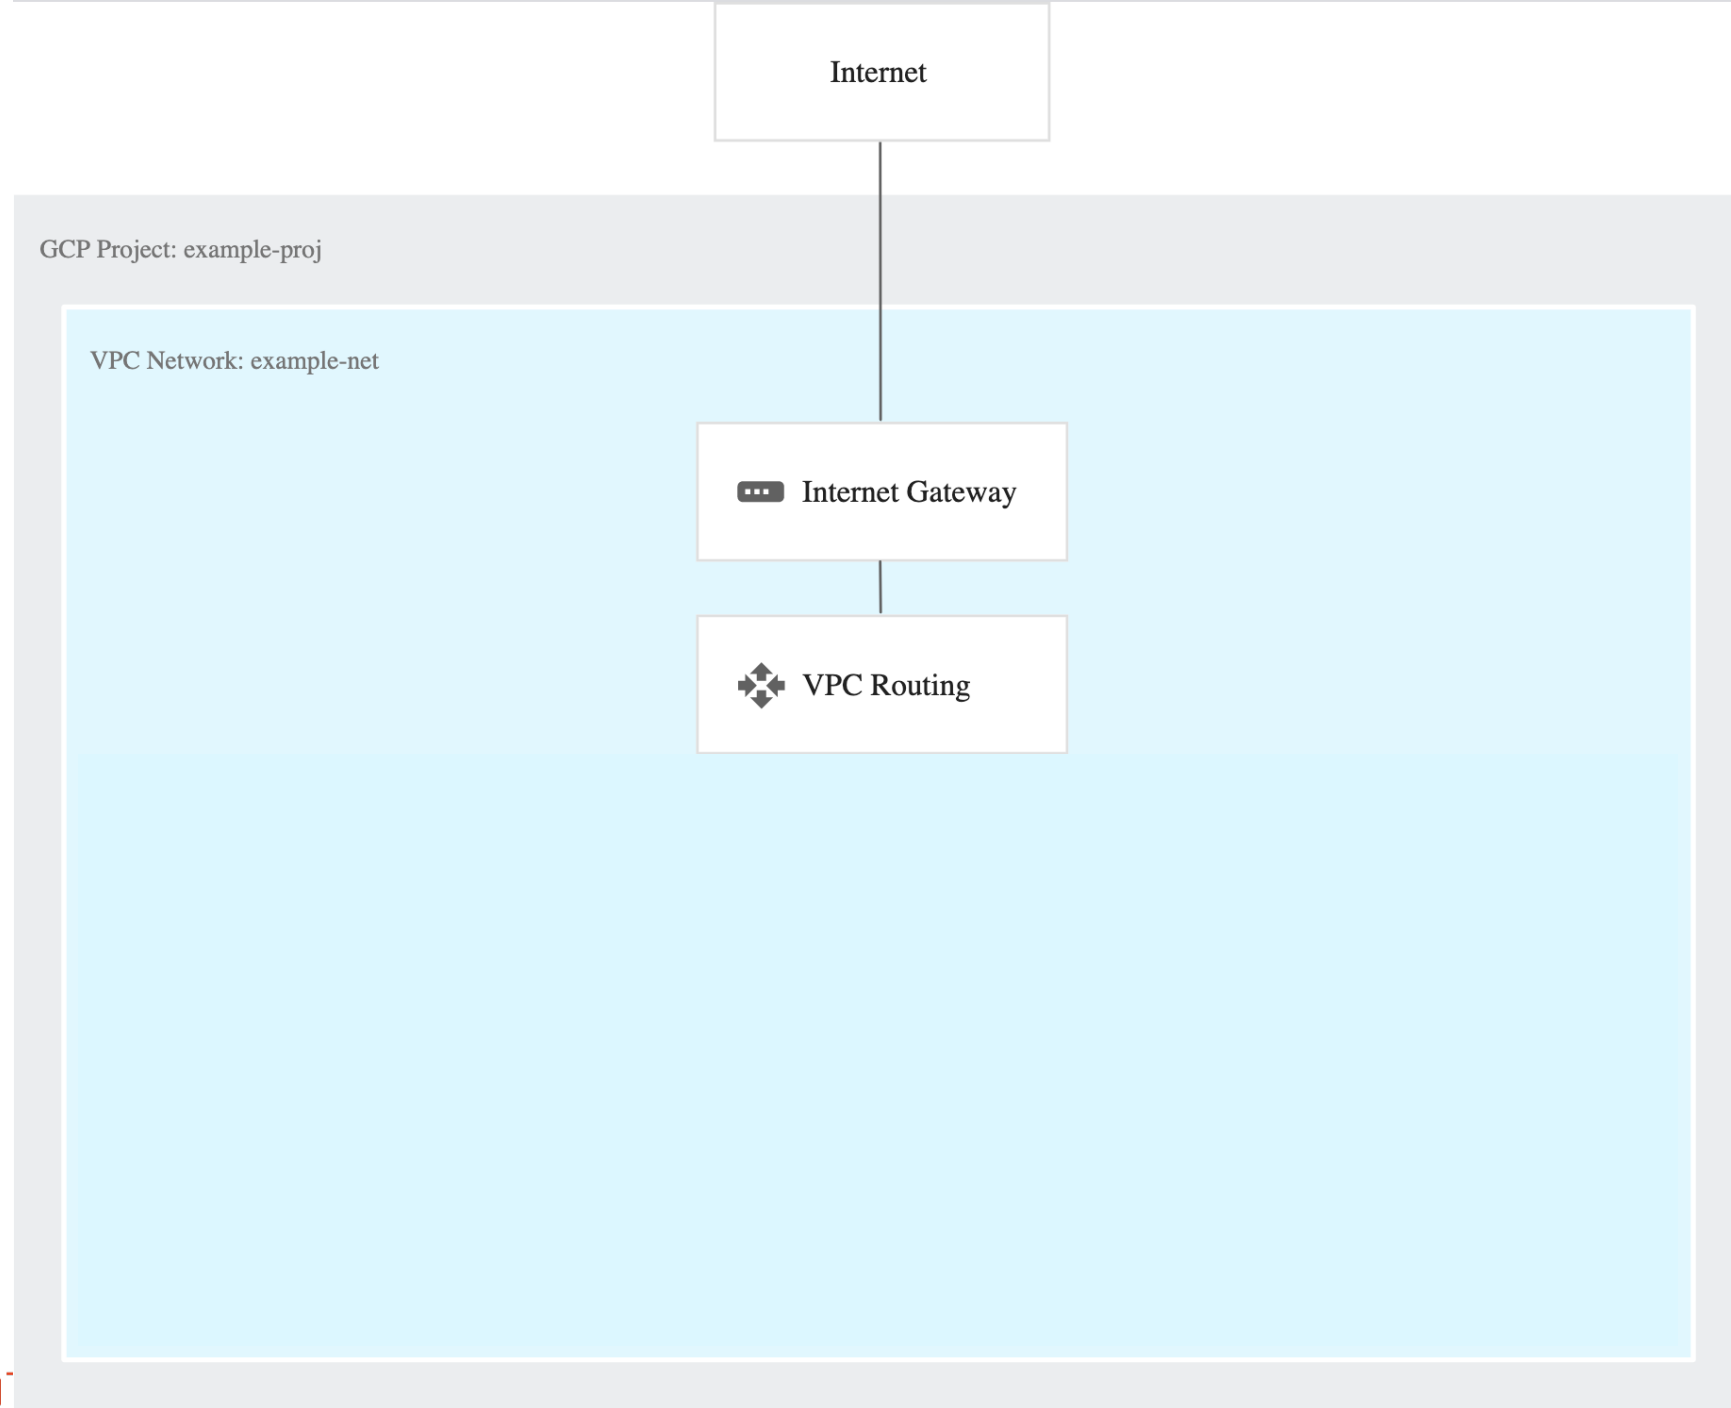 Internet
GCP Project: example-proj
VPC Network: example-net
Internet Gateway
VPC Routing